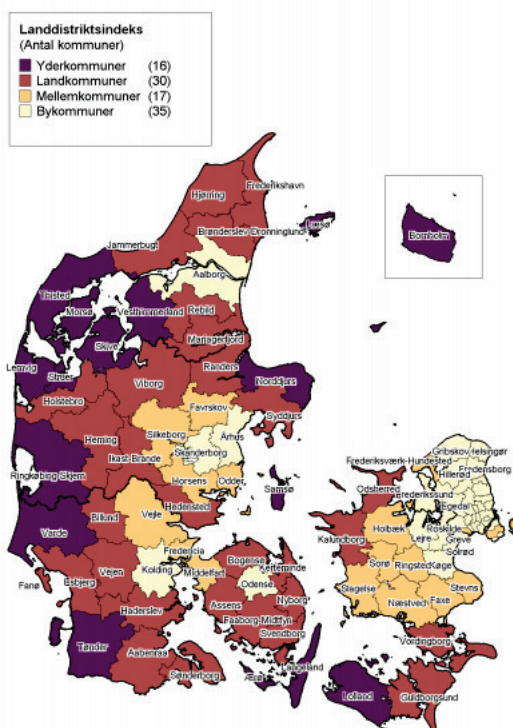 Landdistriktsindeks
(Antal kommuner)
Yderkommuner (16)
Landkommuner (30)
Mellemkommuner (17)
Bykommuner (35)
Hjørring
Frederikshavn
Læsø
Bornholm
Brønderslev-Dronninglund
Jammerbugt
Aalborg
Thisted
Morsø
Vesthimmerland
Rebild
Mariagerfjord
Skive
Lemvig
Struer
Viborg
Randers
Norddjurs
Holstebro
Favrskov
Syddjurs
Herning
Silkeborg
Århus
Ikast-Brande
Skanderborg
Ringkøbing-Skjern
Horsens
Odder
Samsø
Hedensted
Varde
Billund
Vejle
Fredericia
Kolding
Middelfart
Fanø
Esbjerg
Vejen
Haderslev
Tønder
Aabenraa
Sønderborg
Bogense
Kerteminde
Odense
Assens
Nyborg
Faaborg-Midtfyn
Svendborg
Langeland
Ærø
Gribskov
Helsingør
Frederiksværk-Hundested
Hillerød
Fredensborg
Odsherred
Frederikssund
Egedal
Kalundborg
Holbæk
Roskilde
Lejre
Greve
Solrød
Sorø
Ringsted
Køge
Slagelse
Stevns
Næstved
Faxe
Vordingborg
Lolland
Guldborgsund